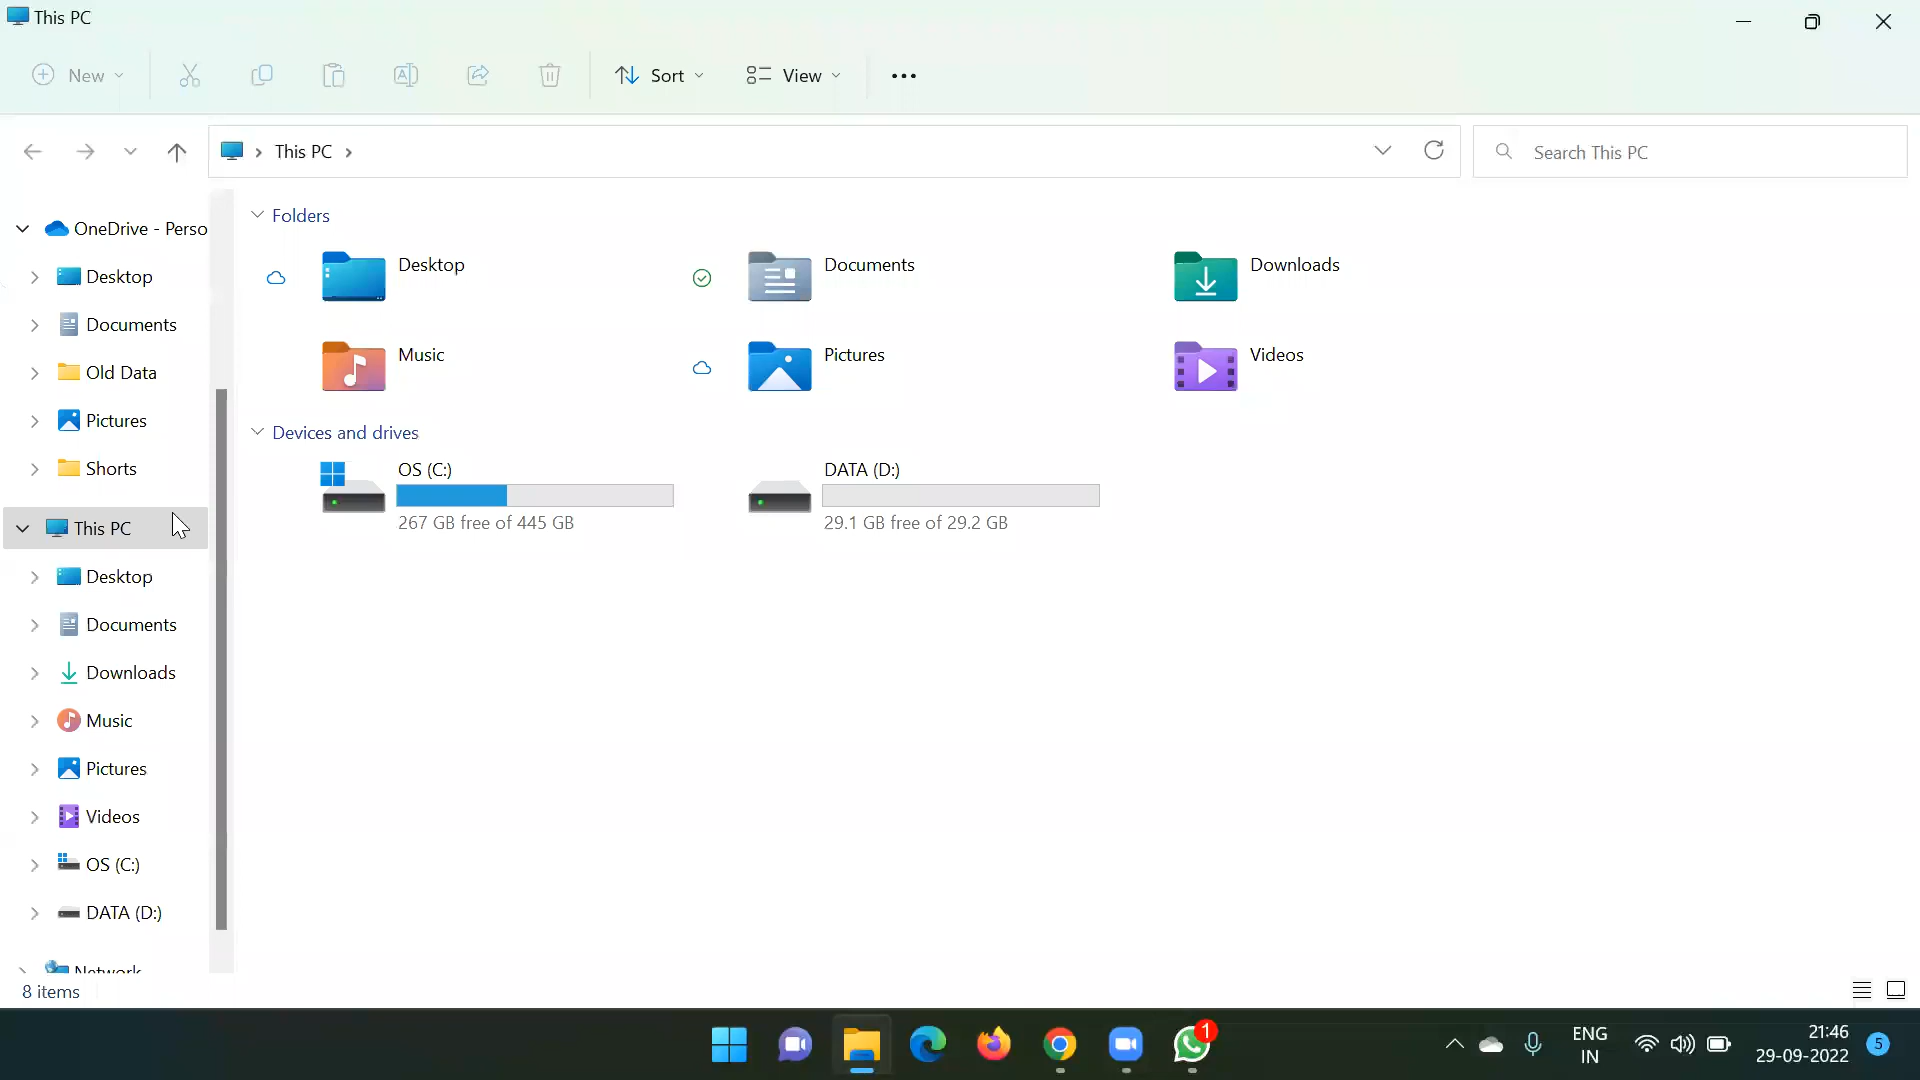 This PC
New
Sort
View
This PC
Search This PC
OneDrive - Perso
Desktop
Documents
Old Data
Pictures
Shorts
This PC
Desktop
Documents
Downloads
Music
Pictures
Videos
OS (C:)
DATA (D:)
Network
8 items
Folders
Desktop
Documents
Downloads
Music
Pictures
Videos
Devices and drives
OS (C:)
267 GB free of 445 GB
DATA (D:)
29.1 GB free of 29.2 GB
1
ENG
IN
21:46
29-09-2022
5